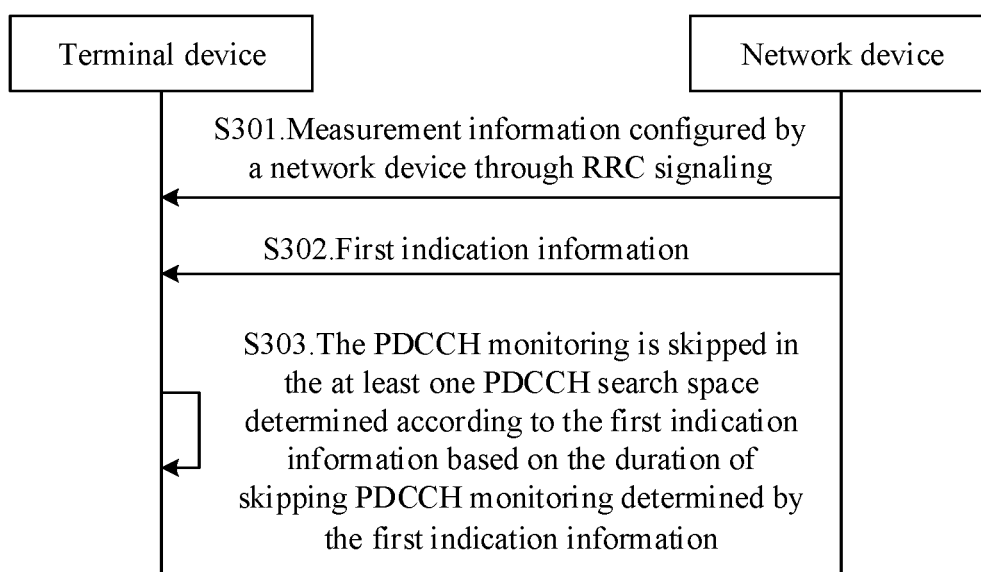 Terminal device
Network device
S301.Measurement information configured by
a network device through RRC signaling
S302.First indication information
S303.The PDCCH monitoring is skipped in
the at least one PDCCH search space
determined according to the first indication
information based on the duration of
skipping PDCCH monitoring determined by
the first indication information